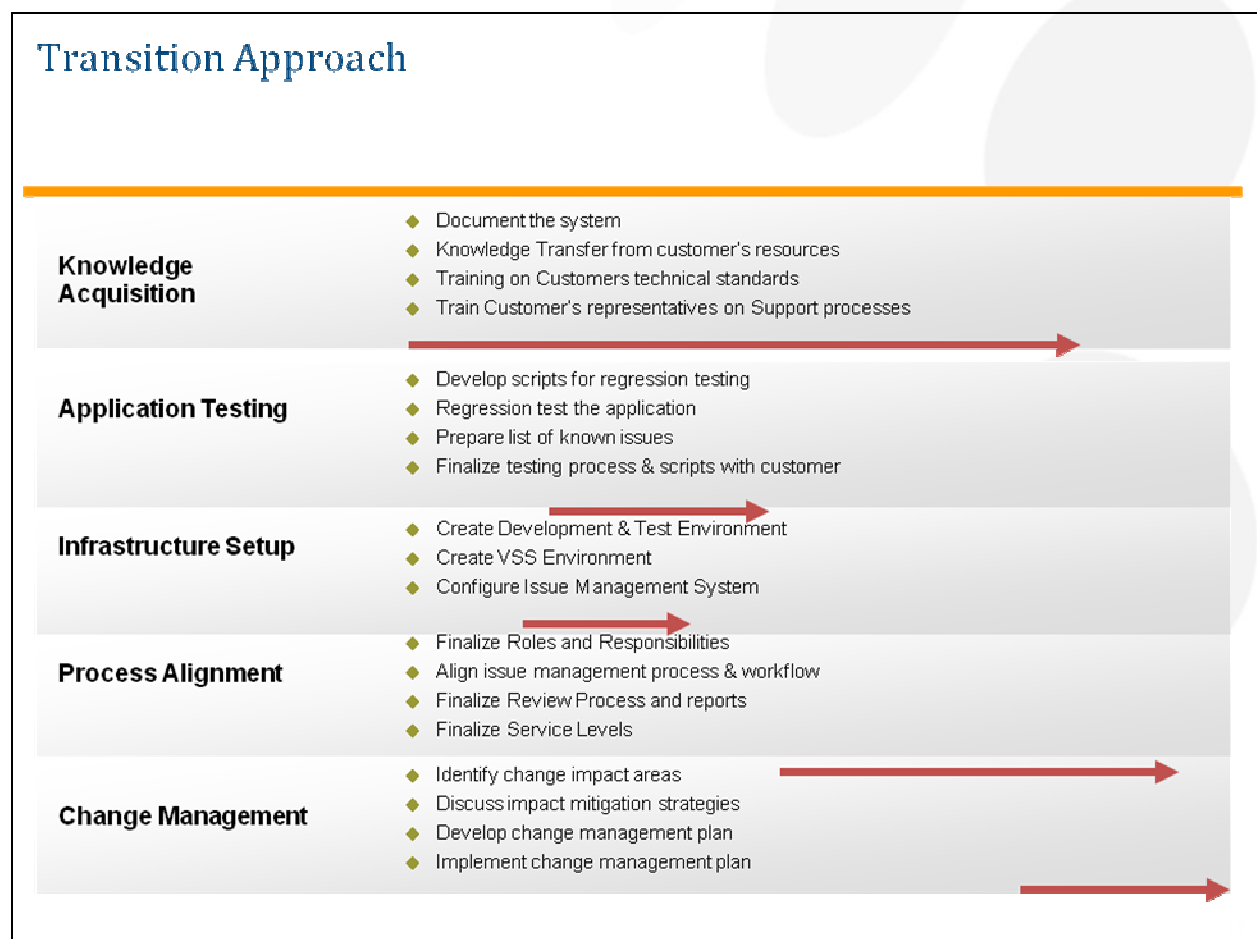 Transition Approach
Knowledge
Acquisition
Document the system
Knowledge Transfer from customer's resources
Training on Customers technical standards
Train Customer's representatives on Support processes
Application Testing
Develop scripts for regression testing
Regression test the application
Prepare list of known issues
Finalize testing process & scripts with customer
Infrastructure Setup
Create Development & Test Environment
Create VSS Environment
Configure Issue Management System
Process Alignment
Finalize Roles and Responsibilities
Align issue management process & workflow
Finalize Review Process and reports
Finalize Service Levels
Change Management
Identify change impact areas
Discuss impact mitigation strategies
Develop change management plan
Implement change management plan